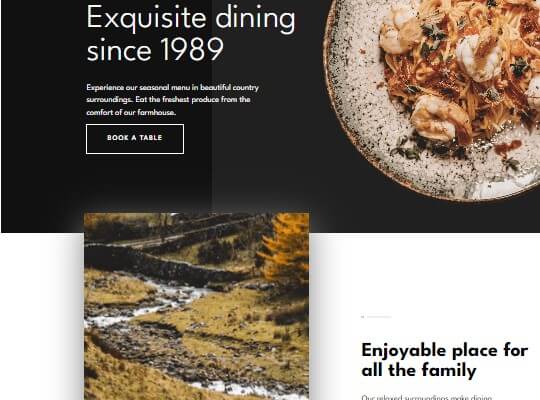 Exquisite dining
since 1989
Experience our seasonal menu in beautiful country
surroundings. Eat the freshest produce from the
comfort of our farmhouse.
BOOK A TABLE
Enjoyable place for
all the family
Our relaxed surroundings make dining